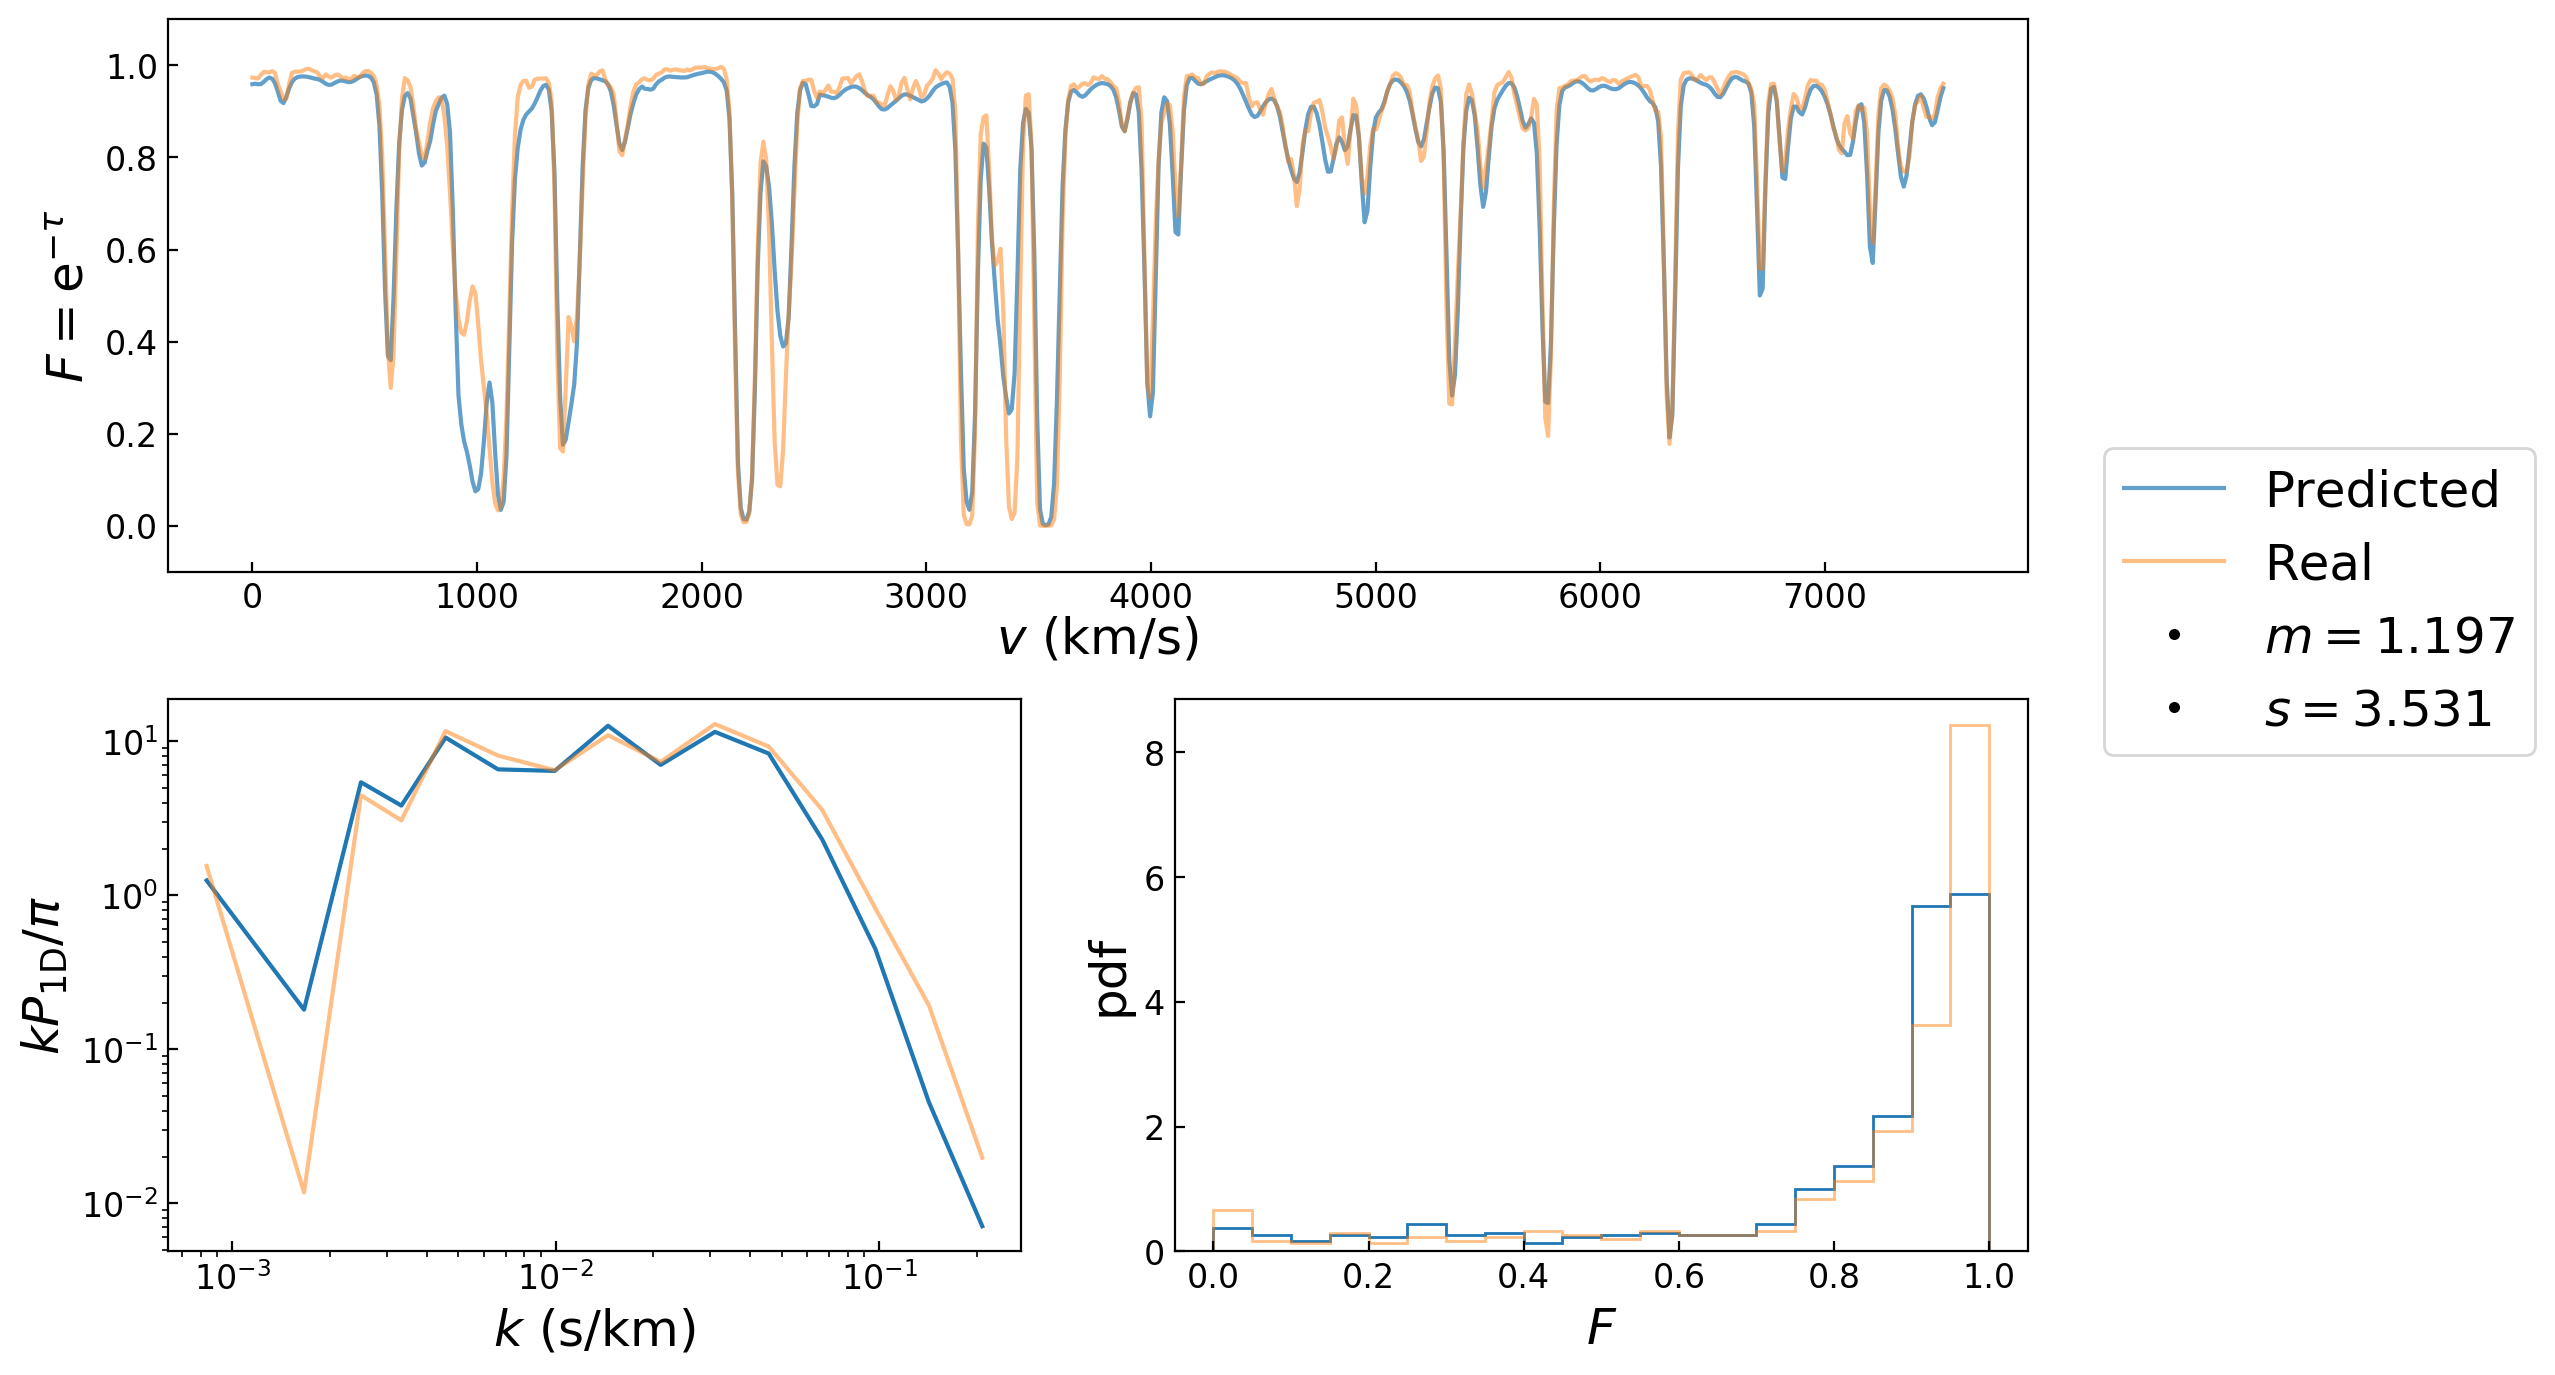 1.0
0.8
0.6
0.4
0.2
0.0
F = e^{−τ}
0 1000 2000 3000 4000 5000 6000 7000
v (km/s)
Predicted
Real
m = 1.197
s = 3.531
10^1
10^0
10^{−1}
10^{−2}
kP_{1D}/π
10^{−3} 10^{−2} 10^{−1}
k (s/km)
8
6
4
2
0
pdf
0.0 0.2 0.4 0.6 0.8 1.0
F